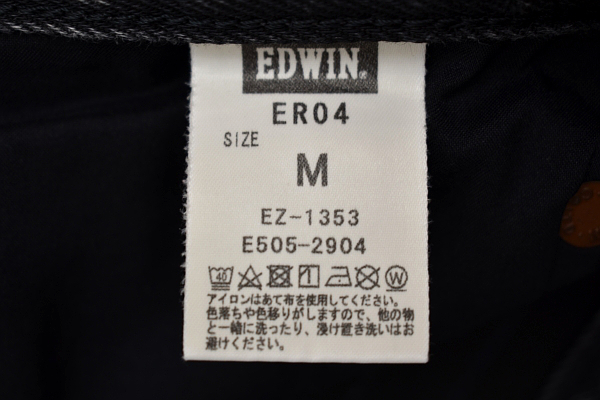 EDWIN®
ER04
SIZE
M
EZ-1353
E505-2904
40 W
アイロンはあて布を使用してください。
色落ちや色移りがしますので、他の物
と一緒に洗ったり、浸け置き洗いはお
お避けください。